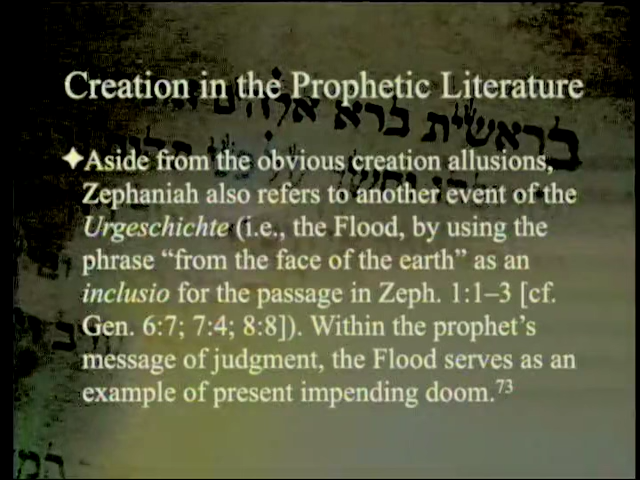 Creation in the Prophetic Literature
בראשית ברא אלהים
✦Aside from the obvious creation allusions,
Zephaniah also refers to another event of the
Urgeschichte (i.e., the Flood, by using the
phrase “from the face of the earth” as an
inclusio for the passage in Zeph. 1:1–3 [cf.
Gen. 6:7; 7:4; 8:8]). Within the prophet’s
message of judgment, the Flood serves as an
example of present impending doom.73